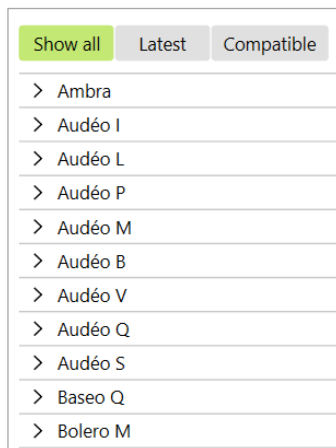 Show all Latest Compatible
Ambra
Audéo I
Audéo L
Audéo P
Audéo M
Audéo B
Audéo V
Audéo Q
Audéo S
Baseo Q
Bolero M